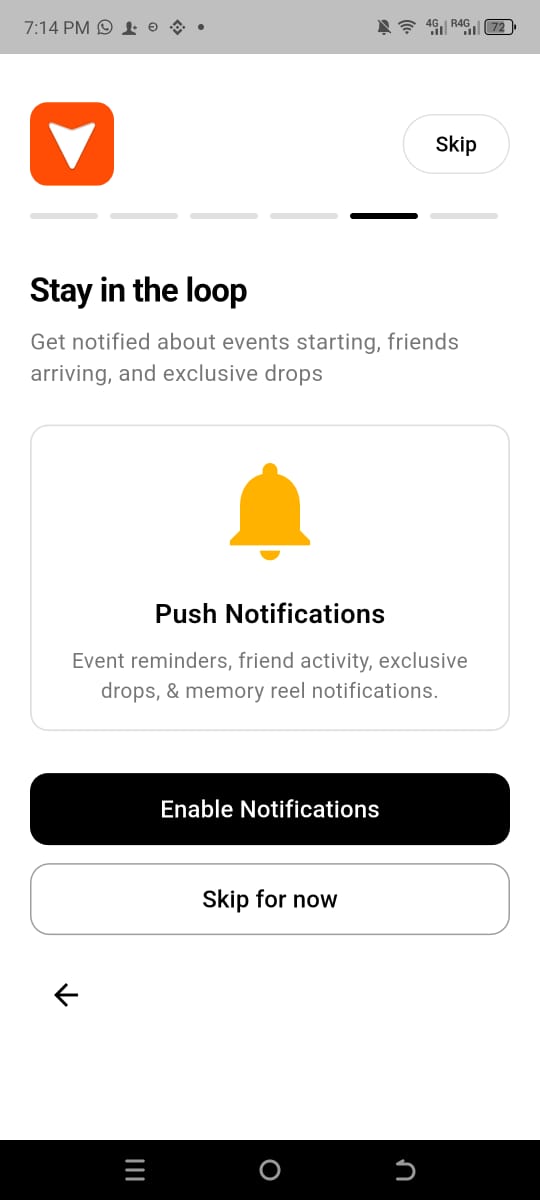 7:14 PM
4G R4G 72
Skip
Stay in the loop
Get notified about events starting, friends
arriving, and exclusive drops
Push Notifications
Event reminders, friend activity, exclusive
drops, & memory reel notifications.
Enable Notifications
Skip for now